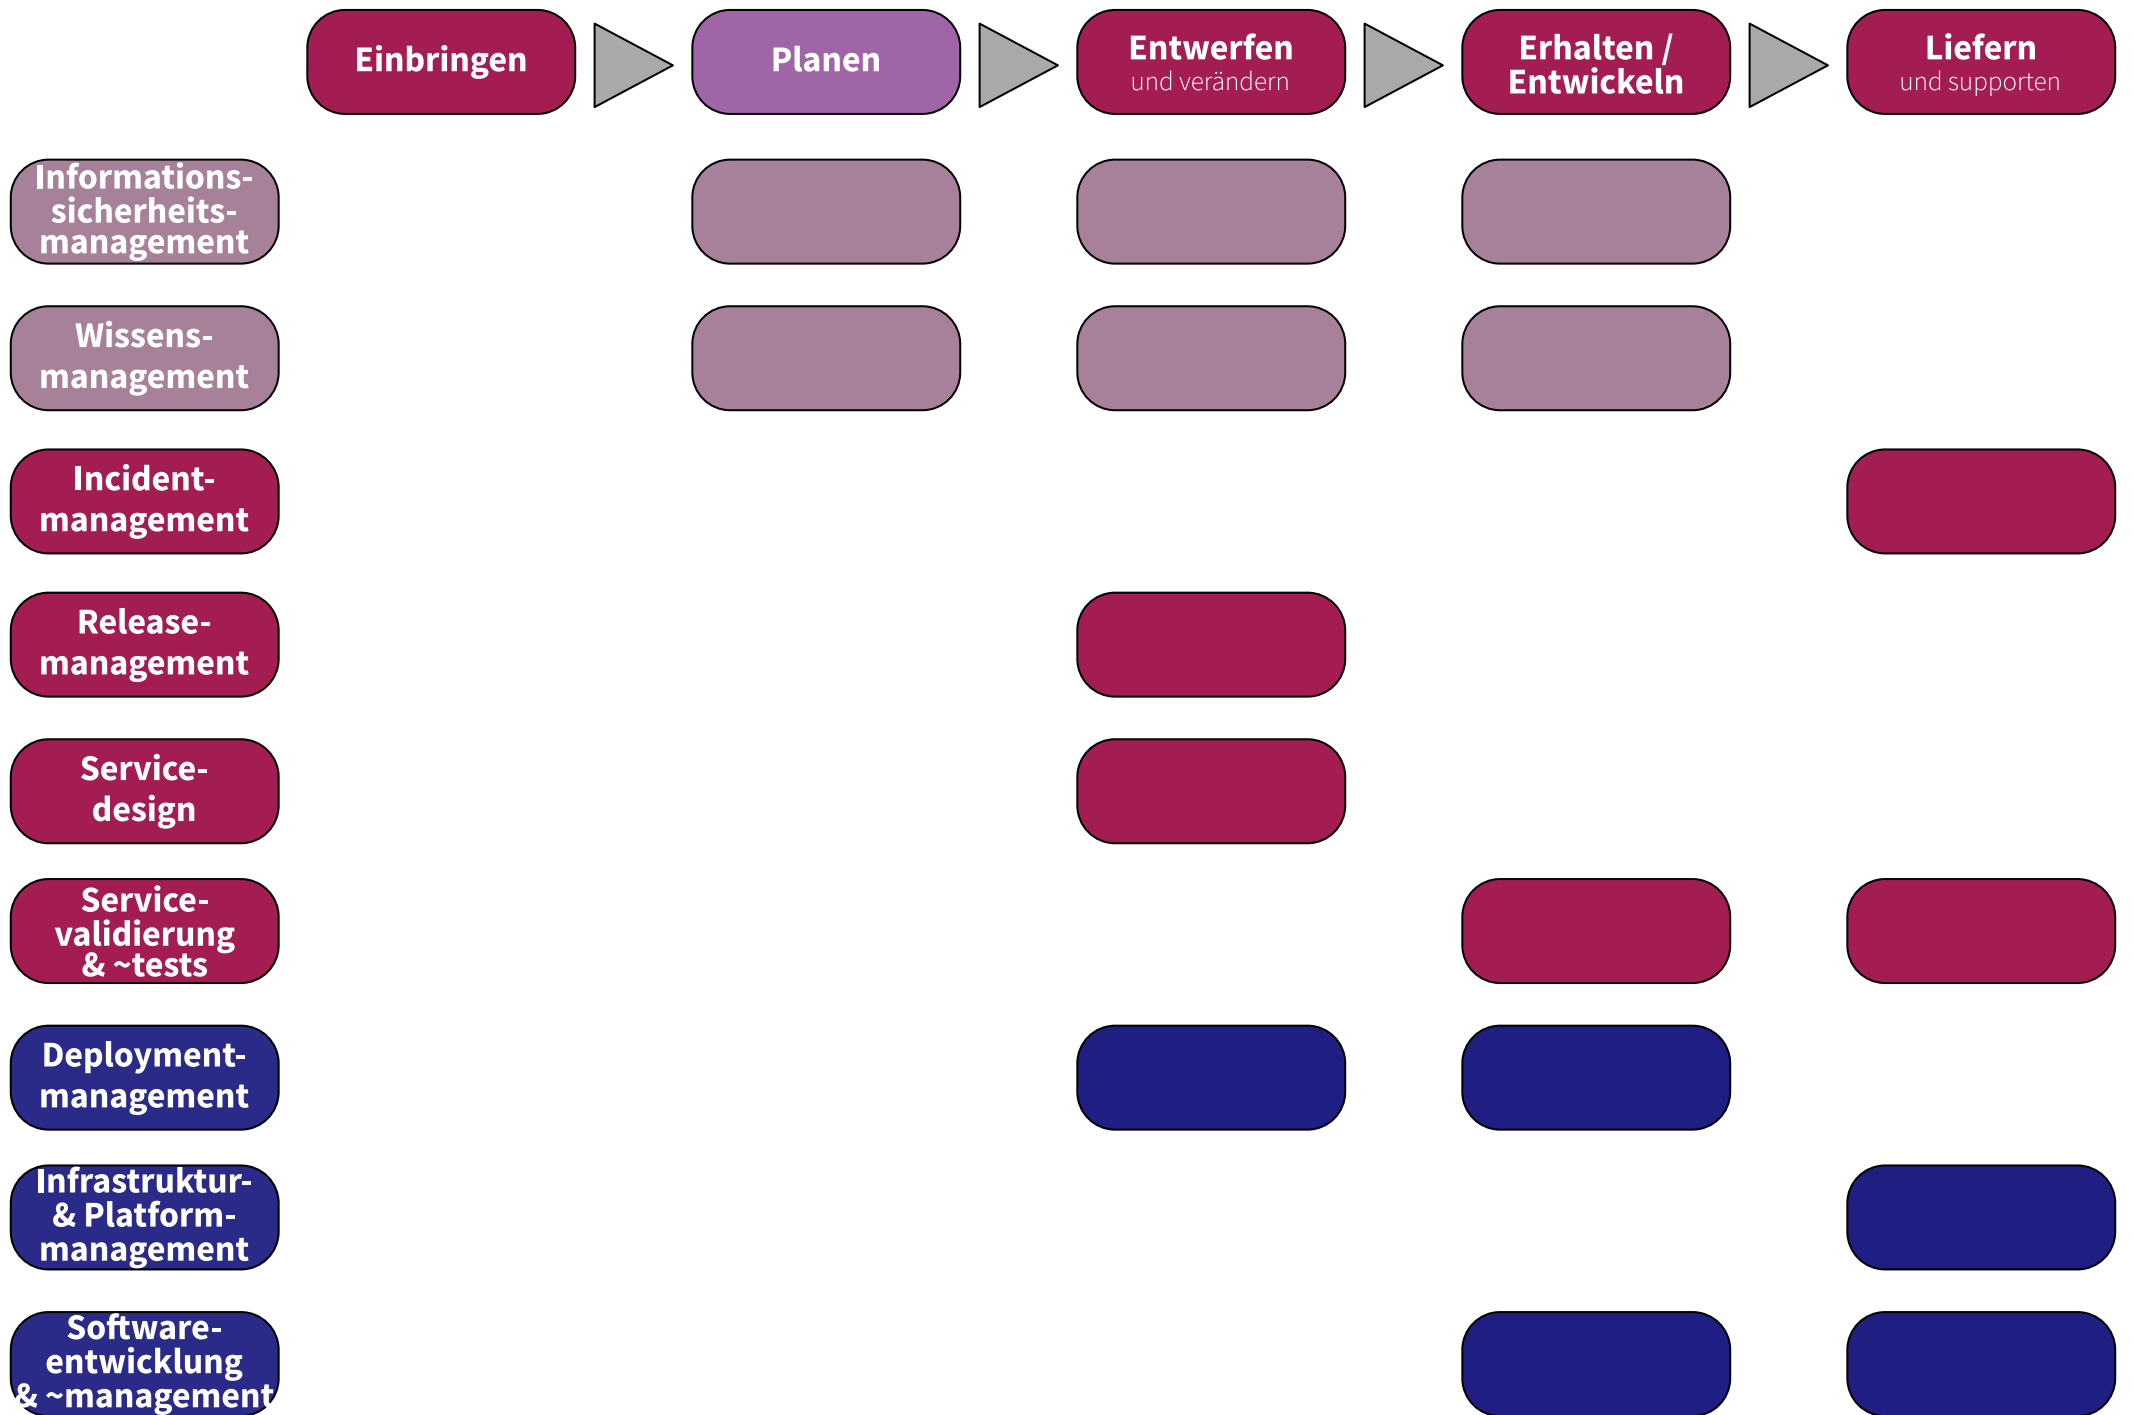 Einbringen
Planen
Entwerfen
und verändern
Erhalten /
Entwickeln
Liefern
und supporten
Informations-
sicherheits-
management
Wissens-
management
Incident-
management
Release-
management
Service-
design
Service-
validierung
& ~tests
Deployment-
management
Infrastruktur-
& Platform-
management
Software-
entwicklung
& ~management